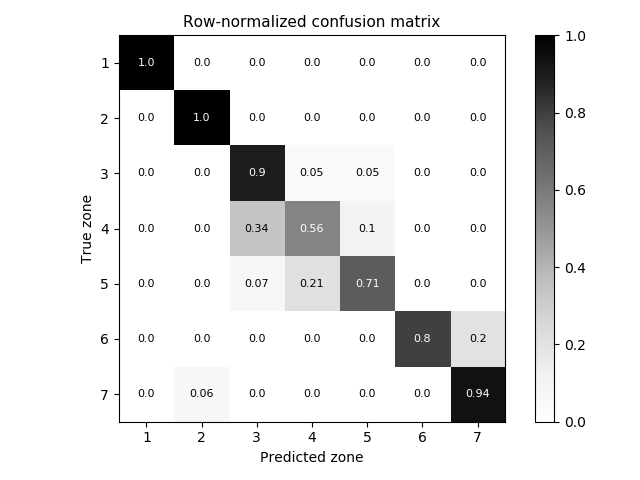 Row-normalized confusion matrix
1 1.0 0.0 0.0 0.0 0.0 0.0 0.0
2 0.0 1.0 0.0 0.0 0.0 0.0 0.0
3 0.0 0.0 0.9 0.05 0.05 0.0 0.0
4 0.0 0.0 0.34 0.56 0.1 0.0 0.0
5 0.0 0.0 0.07 0.21 0.71 0.0 0.0
6 0.0 0.0 0.0 0.0 0.0 0.8 0.2
7 0.0 0.06 0.0 0.0 0.0 0.0 0.94
1 2 3 4 5 6 7
Predicted zone
True zone
1.0
0.8
0.6
0.4
0.2
0.0